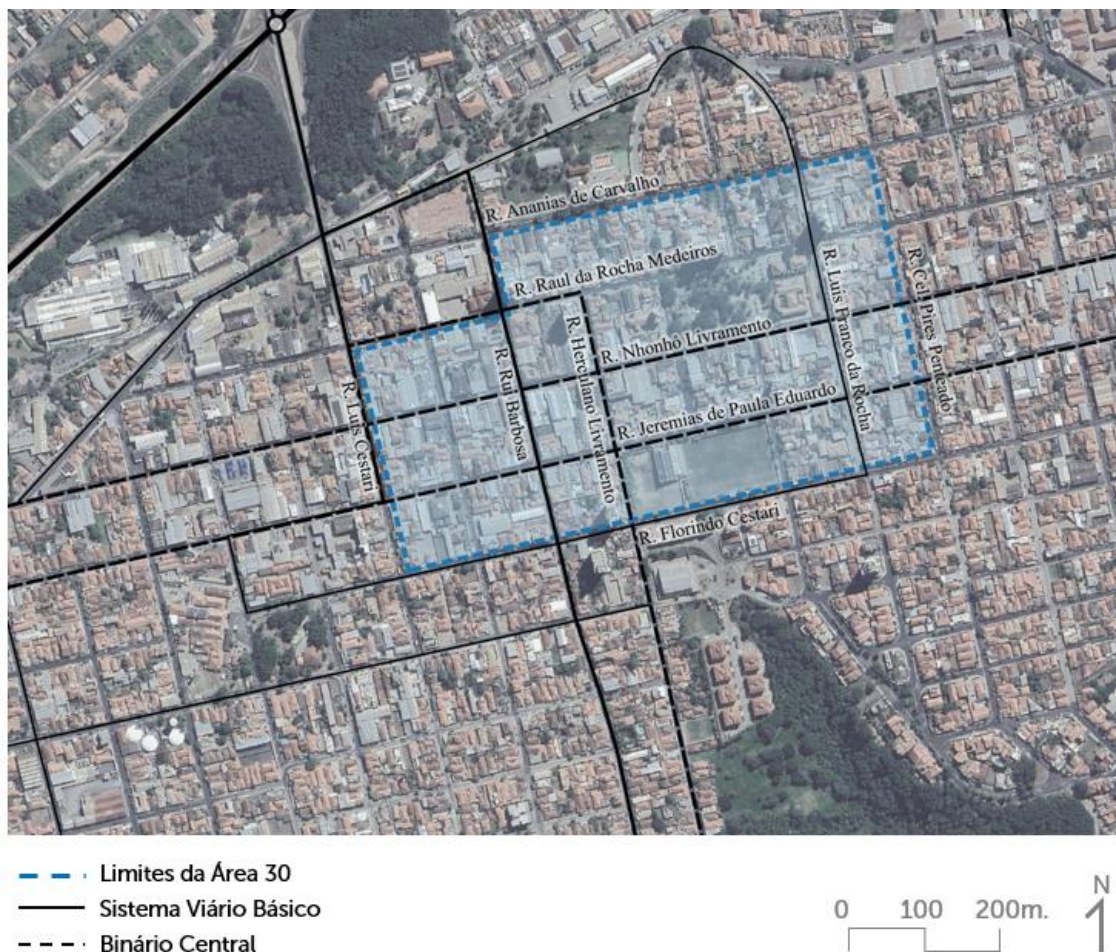 R. Ananias de Carvalho
R. Raul da Rocha Medeiros
R. Herculano Livramento
R. Nhonhô Livramento
R. Luis Franco da Rocha
R. Cel. Pires Penteado
R. Rui Barbosa
R. Luis Cestari
R. Jeremias de Paula Eduardo
R. Florindo Cestari
Limites da Área 30
Sistema Viário Básico
Binário Central
0 100 200m.
N